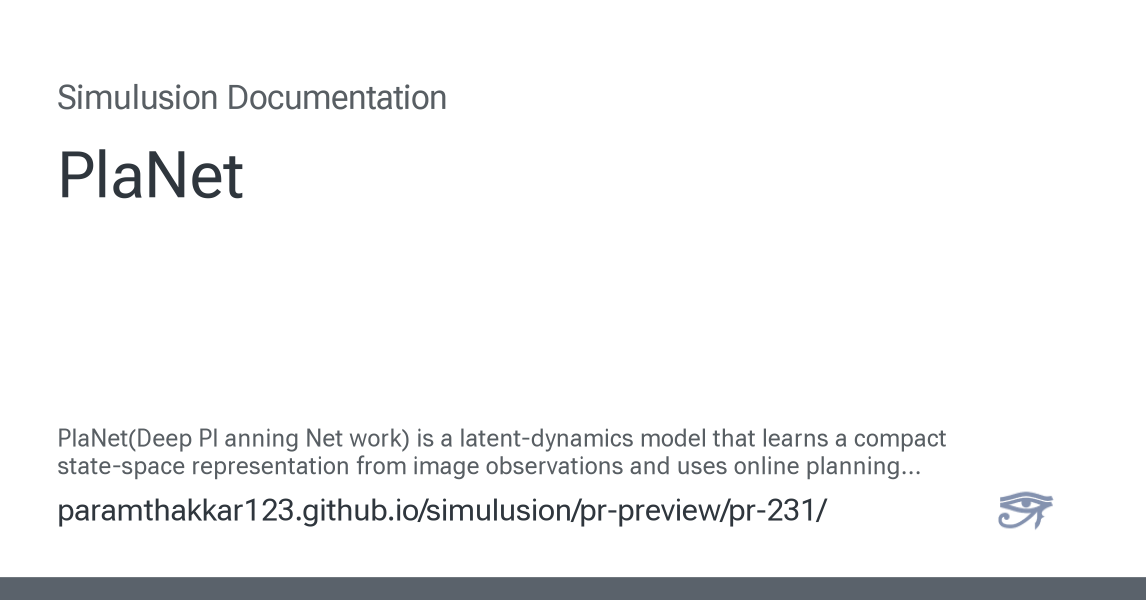 Simulusion Documentation
PlaNet
PlaNet(Deep Pl anning Net work) is a latent-dynamics model that learns a compact
state-space representation from image observations and uses online planning...
paramthakkar123.github.io/simulusion/pr-preview/pr-231/